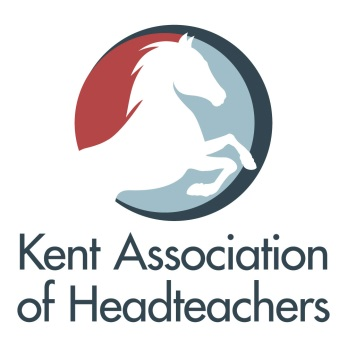 Kent Association
of Headteachers